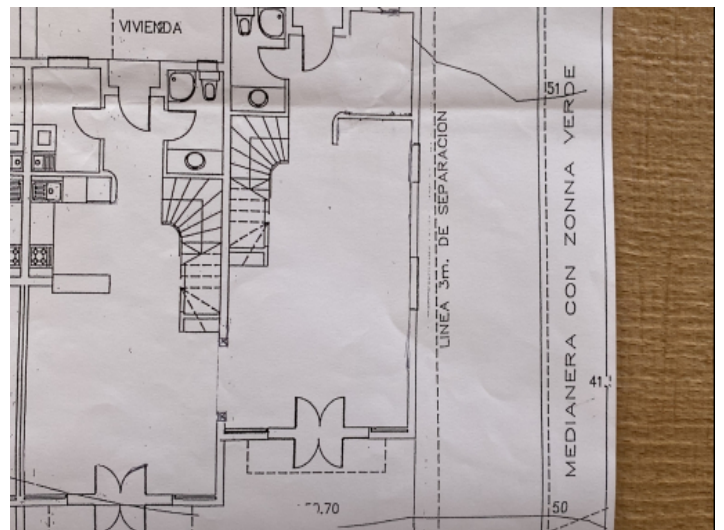 VIVIENDA
51
LINEA 3m. DE SEPARACION
MEDIANERA CON ZONNA VERDE
41
50